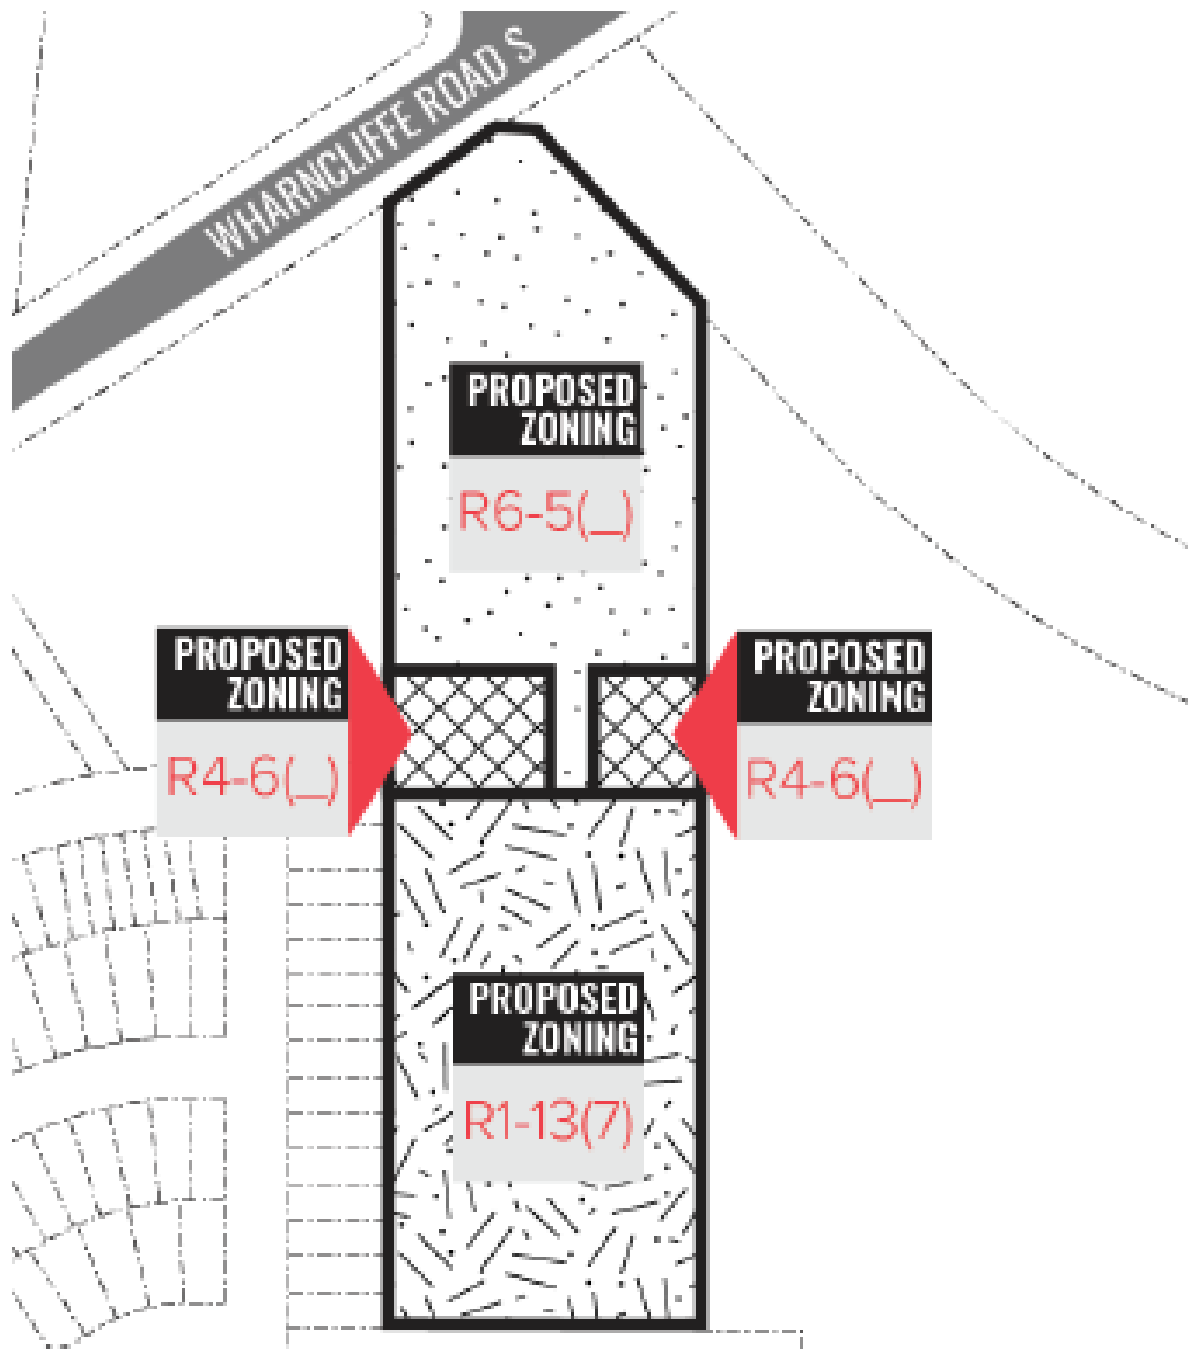 WHARNCLIFFE ROAD S
PROPOSED
ZONING
R6-5(_)
PROPOSED
ZONING
R4-6(_)
PROPOSED
ZONING
R4-6(_)
PROPOSED
ZONING
R1-13(7)